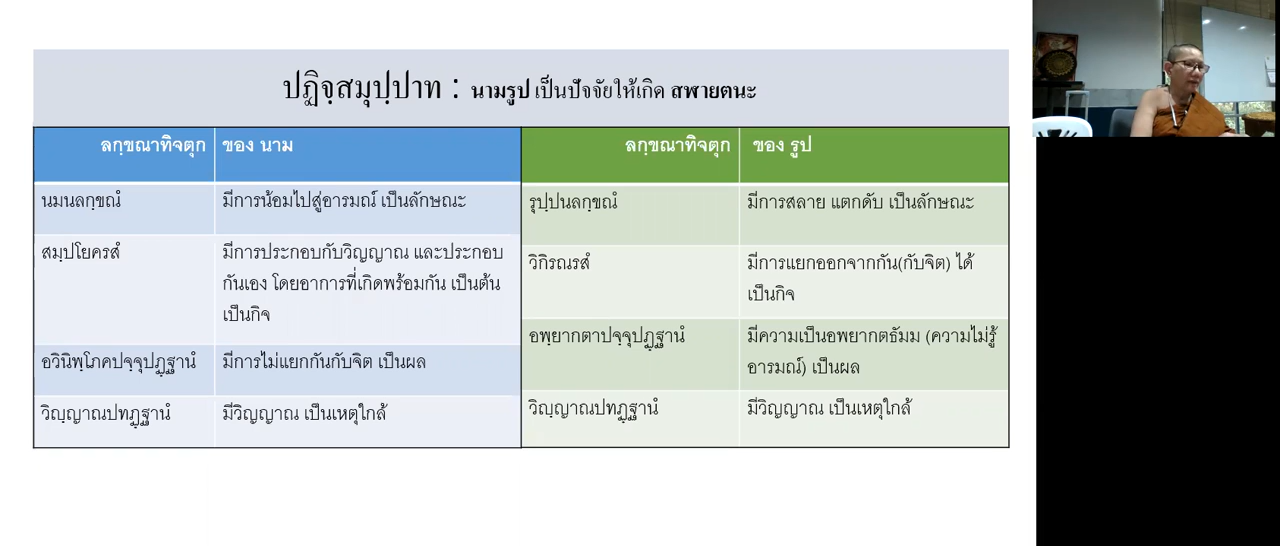 ปฏิจฺสมุปฺปาท : นามรูป เป็นปัจจัยให้เกิด สฬายตนะ
ลกฺขณาทิจตุก ของ นาม
นมนลกฺขณํ มีการน้อมไปสู่อารมณ์ เป็นลักษณะ
สมฺปโยครสํ มีการประกอบกับวิญญาณ และประกอบ
กันเอง โดยอาการที่เกิดพร้อมกัน เป็นต้น
เป็นกิจ
อวินิพฺโภคปจฺจุปฏฺฐานํ มีการไม่แยกกันกับจิต เป็นผล
วิญฺญาณปทฏฺฐานํ มีวิญญาณ เป็นเหตุใกล้
ลกฺขณาทิจตุก ของ รูป
รุปฺปนลกฺขณํ มีการสลาย แตกดับ เป็นลักษณะ
วิกิรณรสํ มีการแยกออกจากกัน(กับจิต) ได้
เป็นกิจ
อพฺยากตาปจฺจุปฏฺฐานํ มีความเป็นอพยากตธัมม (ความไม่รู้
อารมณ์) เป็นผล
วิญฺญาณปทฏฺฐานํ มีวิญญาณ เป็นเหตุใกล้